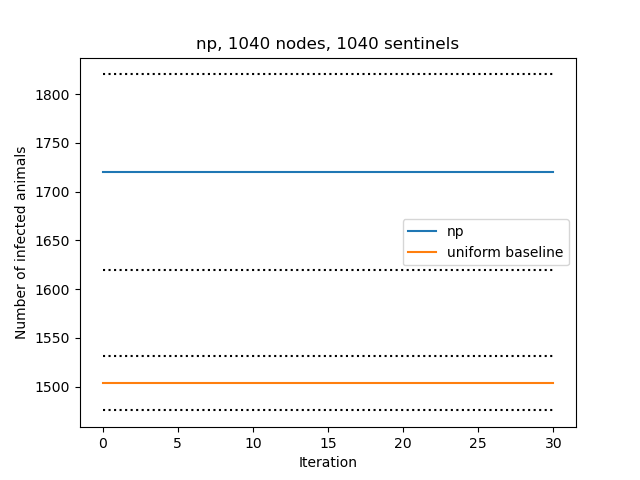 np, 1040 nodes, 1040 sentinels
Number of infected animals
1800
1750
1700
1650
1600
1550
1500
np
uniform baseline
0 5 10 15 20 25 30
Iteration